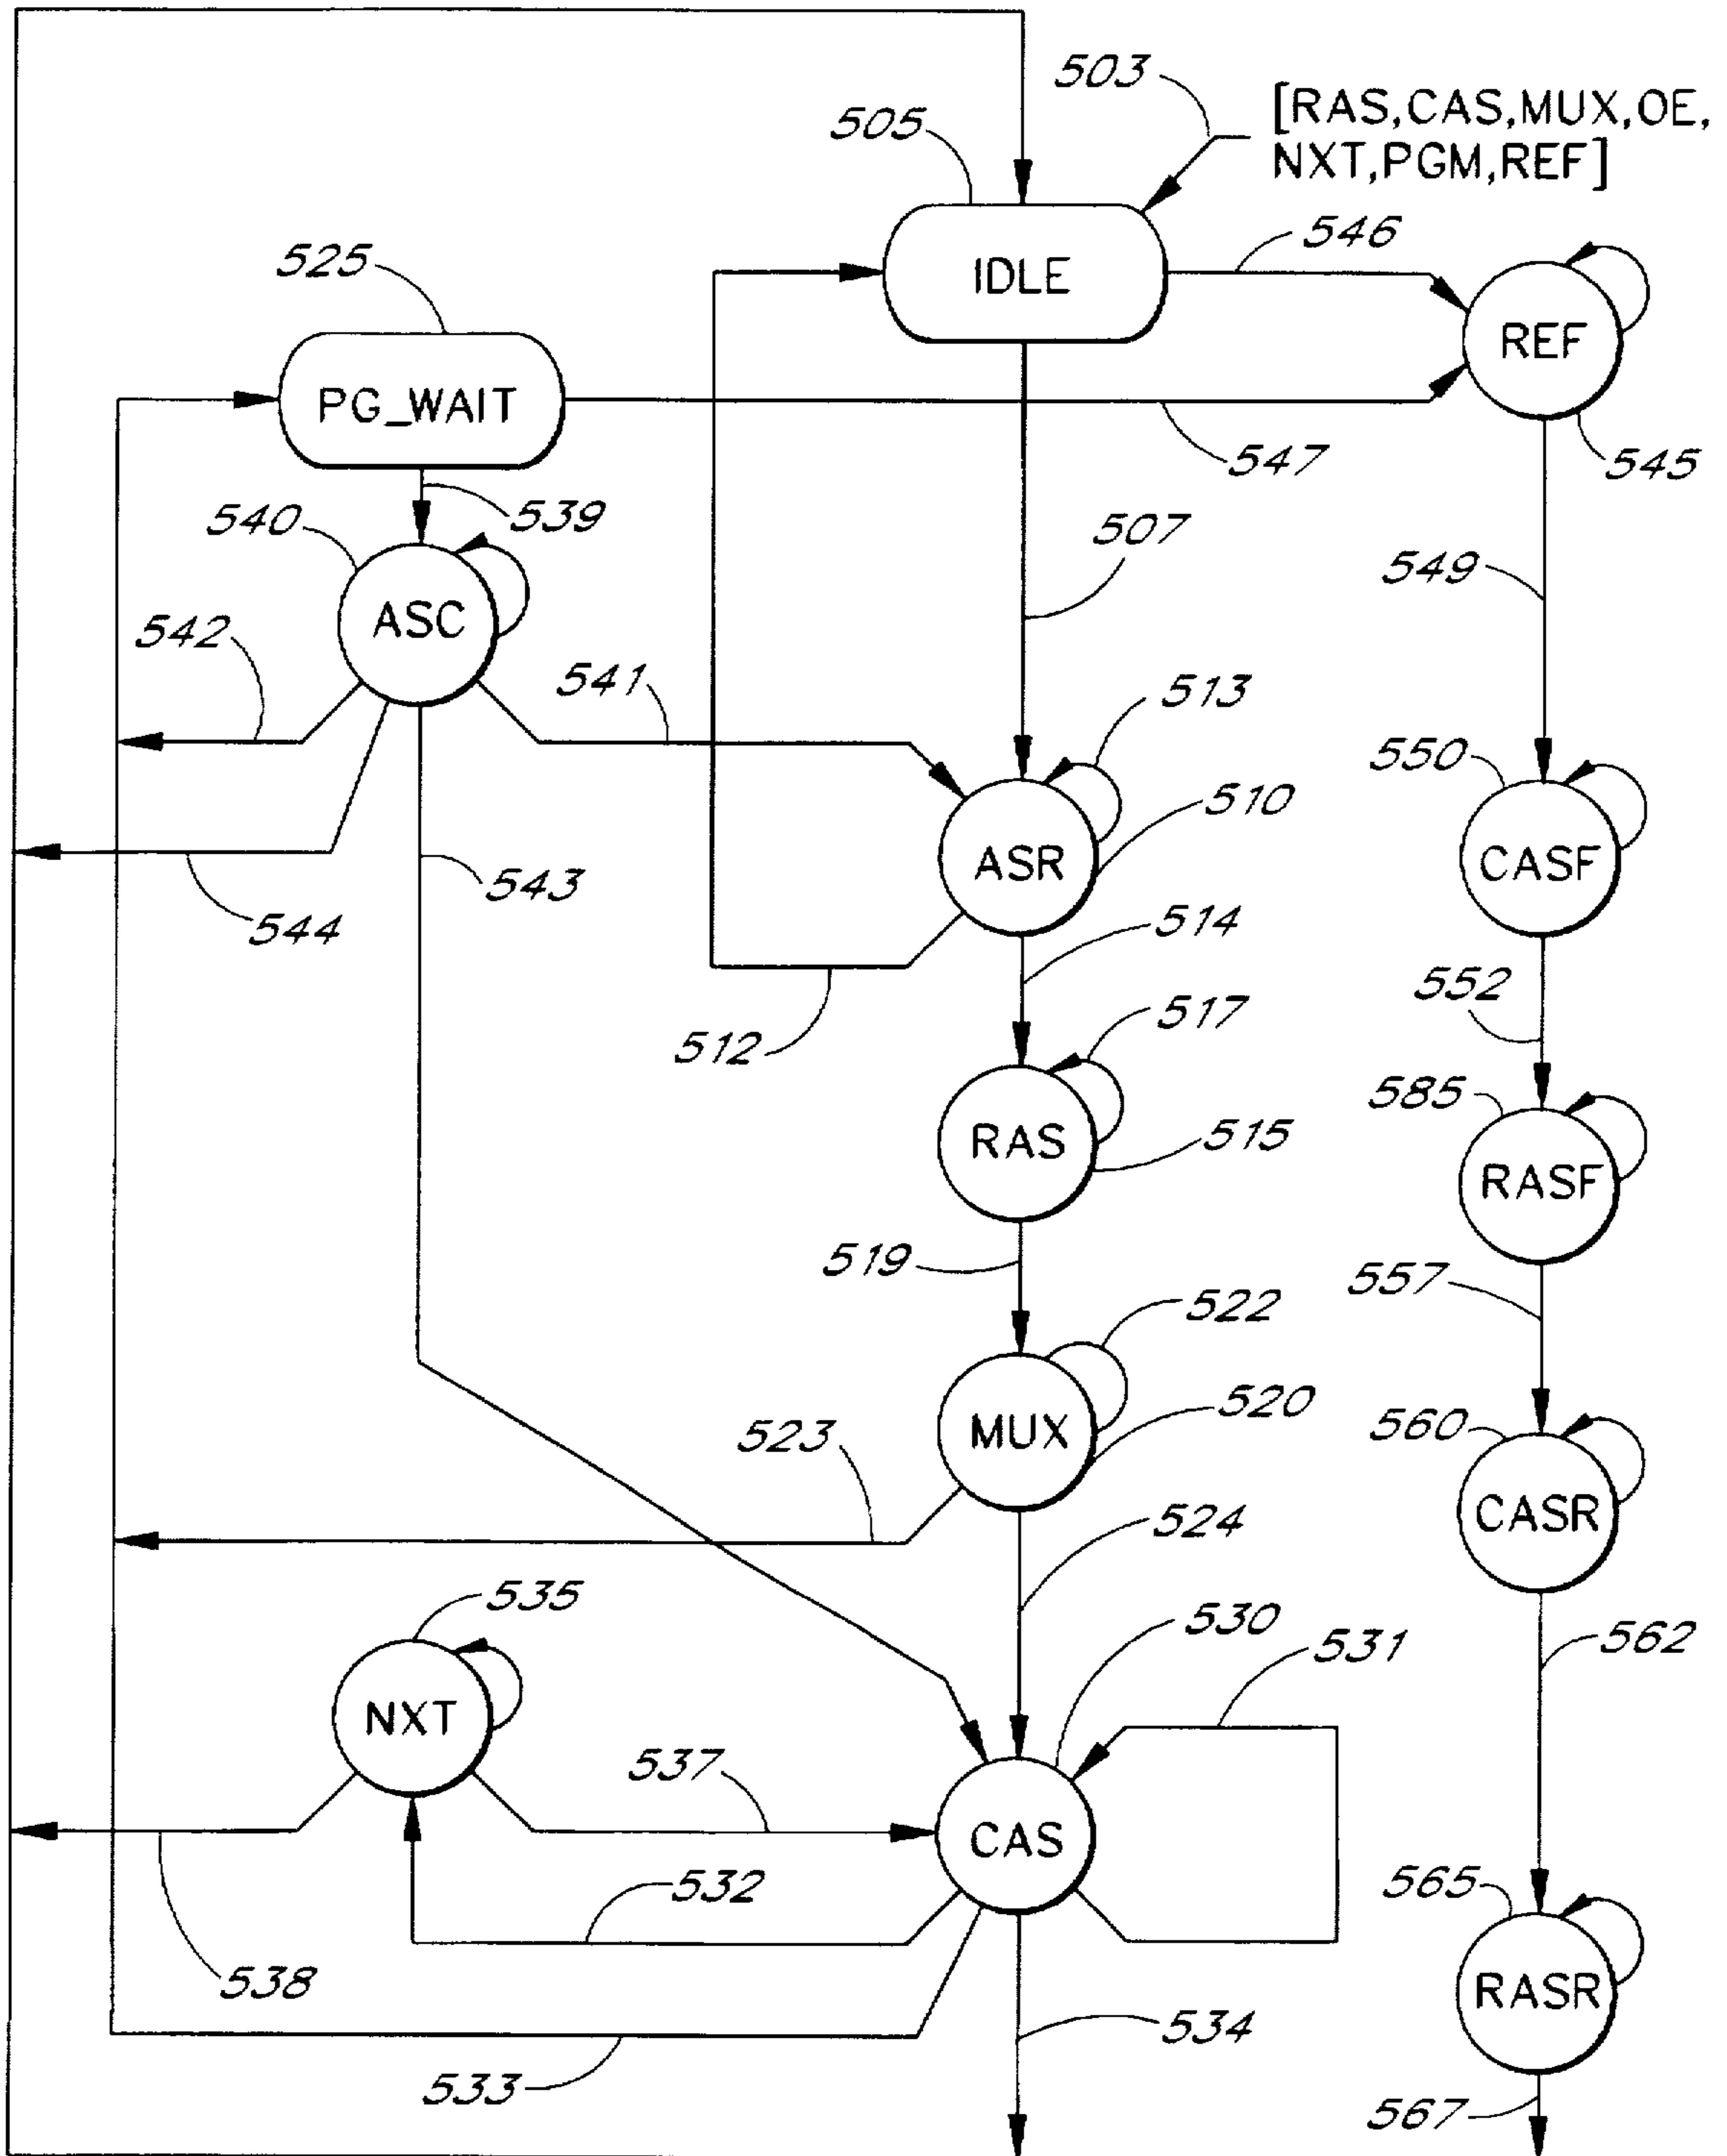 503
[RAS,CAS,MUX,OE,
NXT,PGM,REF]
505
546
IDLE
525
REF
PG_WAIT
547
545
539
540
507
549
ASC
542
541
513
550
510
ASR
CASF
543
544
514
552
517
512
585
RAS
515
RASF
519
557
522
523
MUX
520
560
CASR
524
535
530
531
562
NXT
537
CAS
532
565
538
RASR
534
533
567